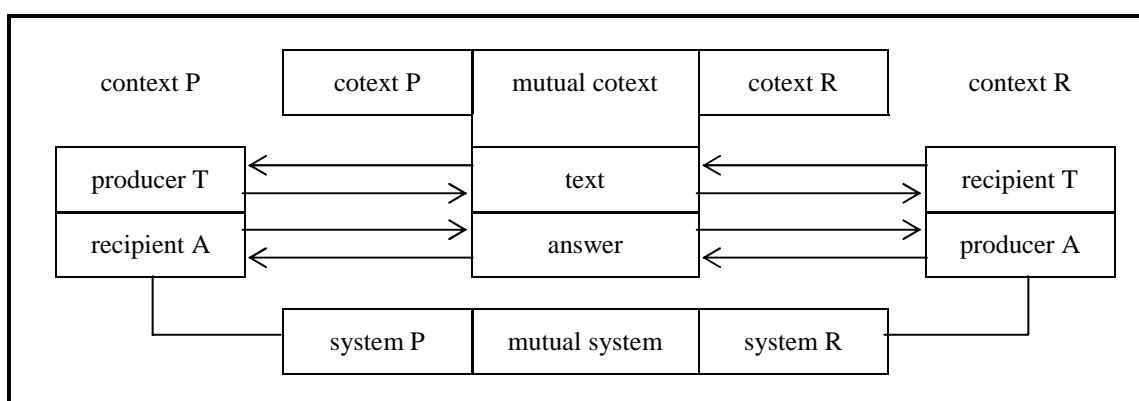 context P cotext P mutual cotext cotext R context R
producer T text recipient T
recipient A answer producer A
system P mutual system system R